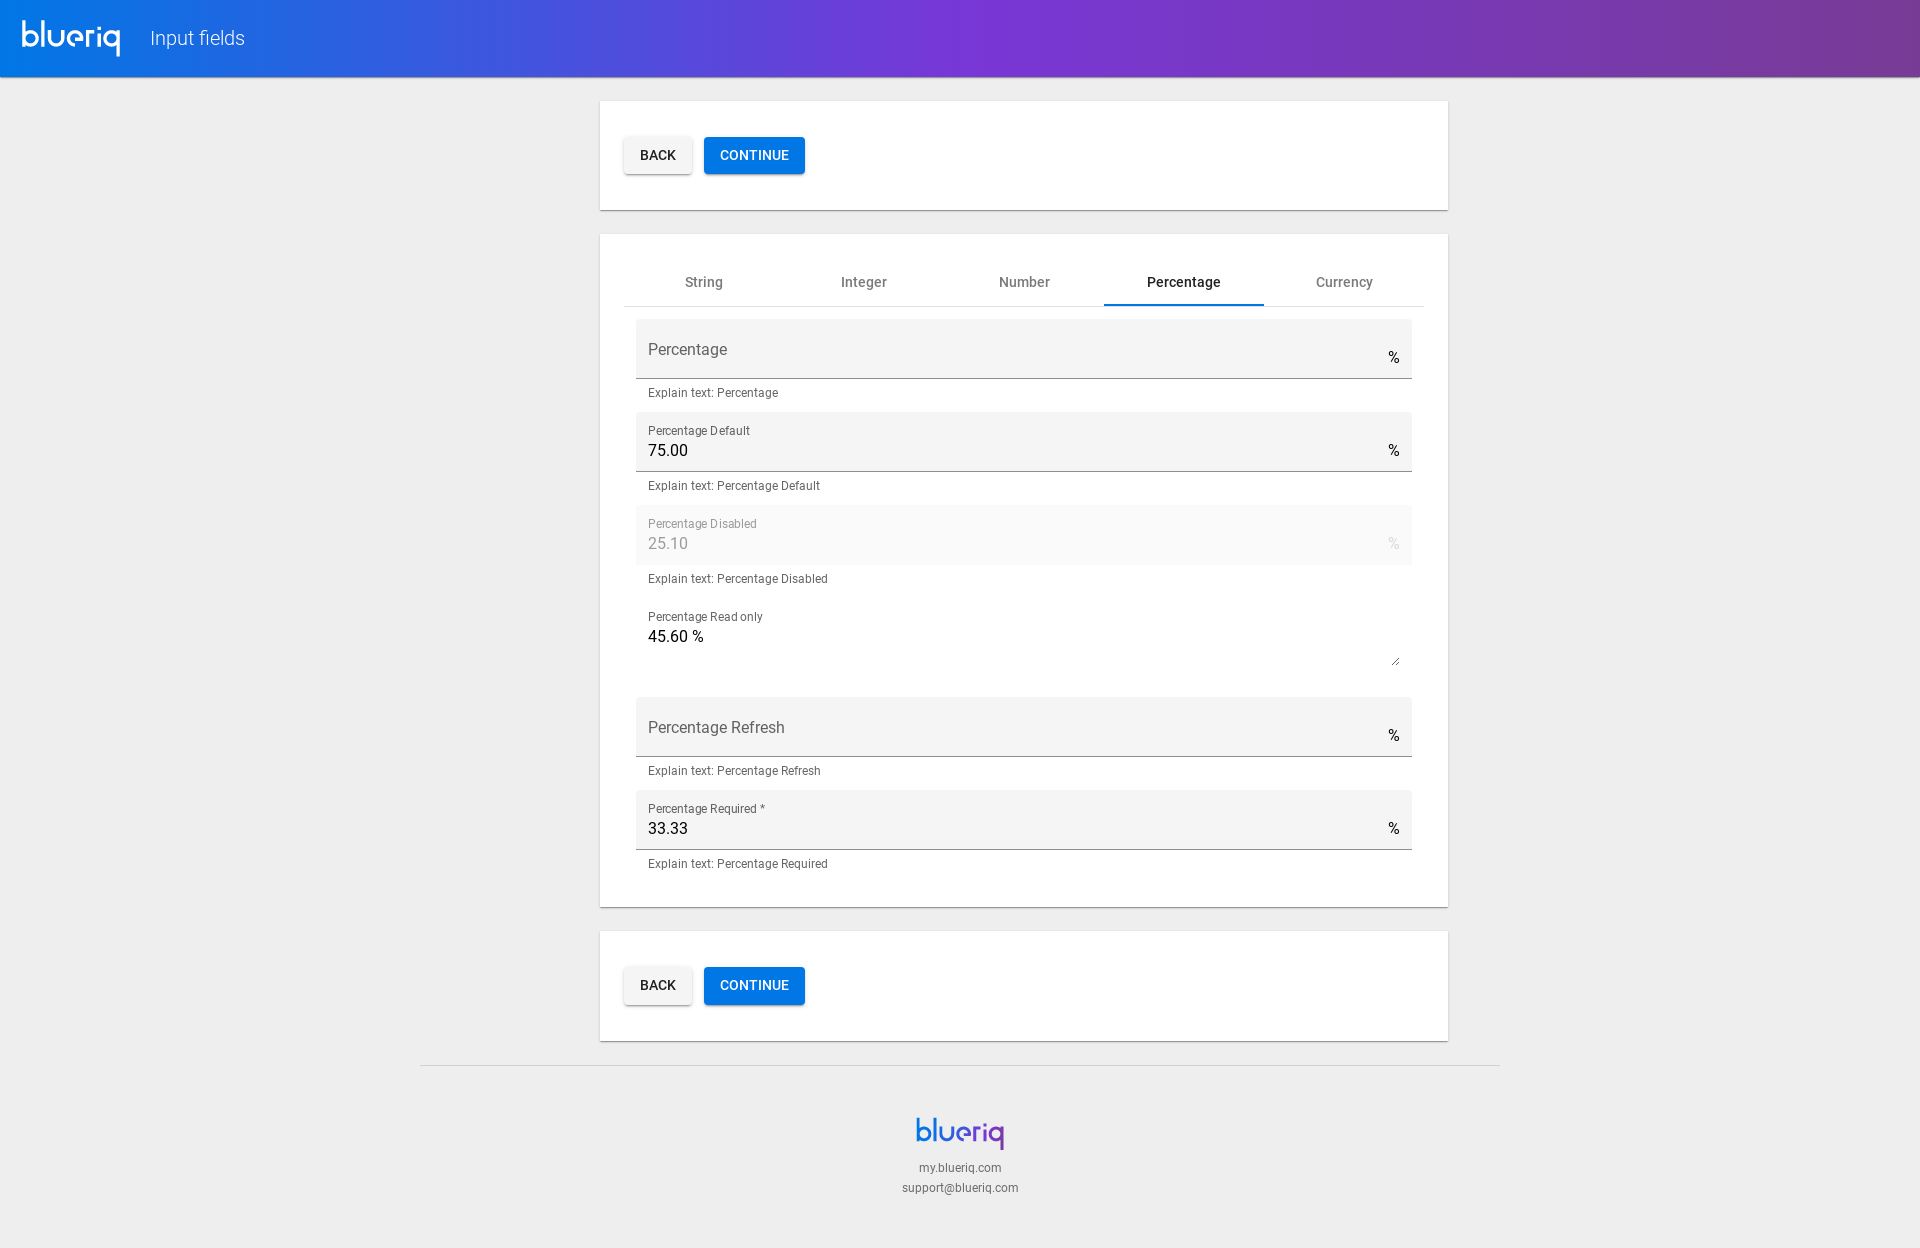 blueriq Input fields
BACK CONTINUE
String Integer Number Percentage Currency
Percentage
%
Explain text: Percentage
Percentage Default
75.00 %
Explain text: Percentage Default
Percentage Disabled
25.10 %
Explain text: Percentage Disabled
Percentage Read only
45.60 %
Percentage Refresh
%
Explain text: Percentage Refresh
Percentage Required *
33.33 %
Explain text: Percentage Required
BACK CONTINUE
blueriq
my.blueriq.com
support@blueriq.com